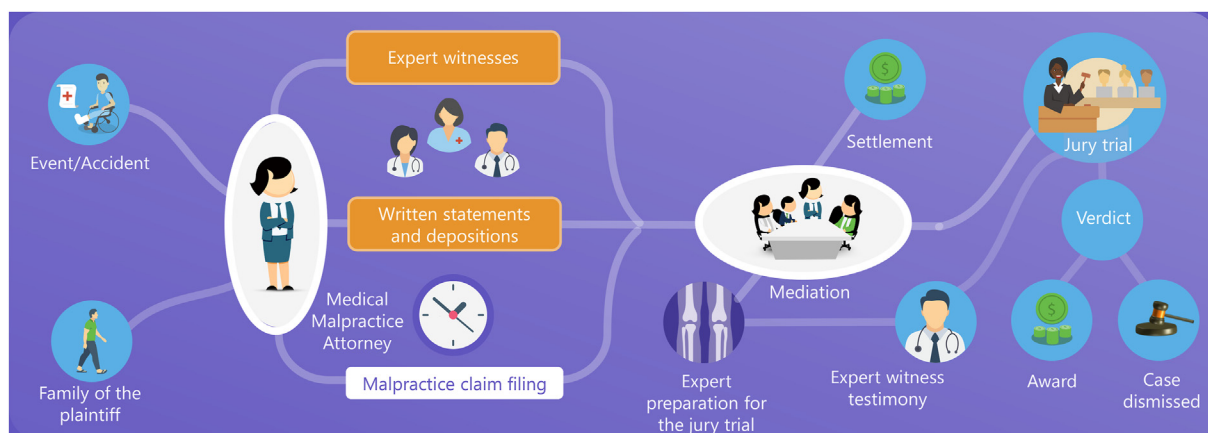 Event/Accident
Family of the
plaintiff
Medical
Malpractice
Attorney
Expert witnesses
Written statements
and depositions
Malpractice claim filing
Mediation
Settlement
Expert
preparation for
the jury trial
Expert witness
testimony
Jury trial
Verdict
Award
Case
dismissed